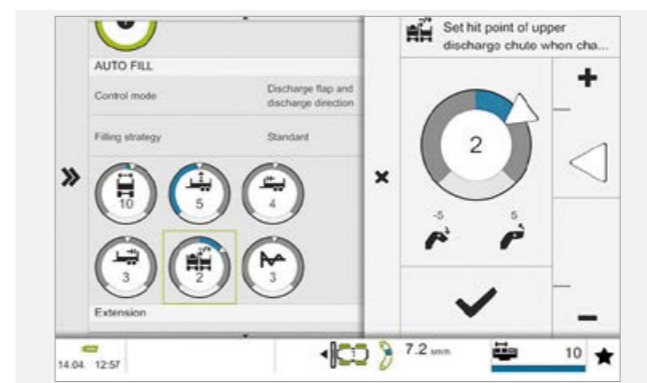 AUTO FILL
Control mode
Discharge flap and
discharge direction
Filling strategy
Standard
10
5
4
3
2
3
Extension
Set hit point of upper
discharge chute when cha...
2
-5
5
14.04. 12:57
1
7.2 km/h
10